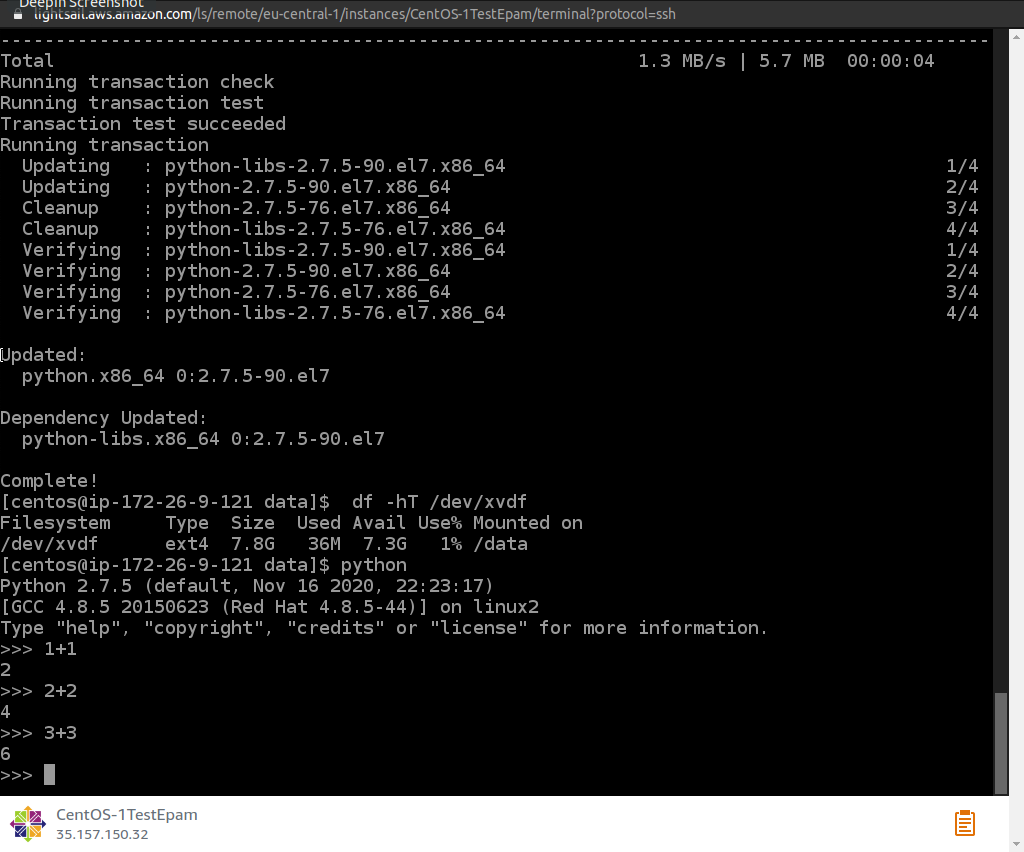 Deepin Screenshot
lightsail.aws.amazon.com/ls/remote/eu-central-1/instances/CentOS-1TestEpam/terminal?protocol=ssh
--------------------------------------------------------------------------------
Total 1.3 MB/s | 5.7 MB 00:00:04
Running transaction check
Running transaction test
Transaction test succeeded
Running transaction
Updating : python-libs-2.7.5-90.el7.x86_64 1/4
Updating : python-2.7.5-90.el7.x86_64 2/4
Cleanup : python-2.7.5-76.el7.x86_64 3/4
Cleanup : python-libs-2.7.5-76.el7.x86_64 4/4
Verifying : python-libs-2.7.5-90.el7.x86_64 1/4
Verifying : python-2.7.5-90.el7.x86_64 2/4
Verifying : python-2.7.5-76.el7.x86_64 3/4
Verifying : python-libs-2.7.5-76.el7.x86_64 4/4
Updated:
python.x86_64 0:2.7.5-90.el7
Dependency Updated:
python-libs.x86_64 0:2.7.5-90.el7
Complete!
[centos@ip-172-26-9-121 data]$ df -hT /dev/xvdf
Filesystem Type Size Used Avail Use% Mounted on
/dev/xvdf ext4 7.8G 36M 7.3G 1% /data
[centos@ip-172-26-9-121 data]$ python
Python 2.7.5 (default, Nov 16 2020, 22:23:17)
[GCC 4.8.5 20150623 (Red Hat 4.8.5-44)] on linux2
Type "help", "copyright", "credits" or "license" for more information.
>>> 1+1
2
>>> 2+2
4
>>> 3+3
6
>>>
CentOS-1TestEpam
35.157.150.32